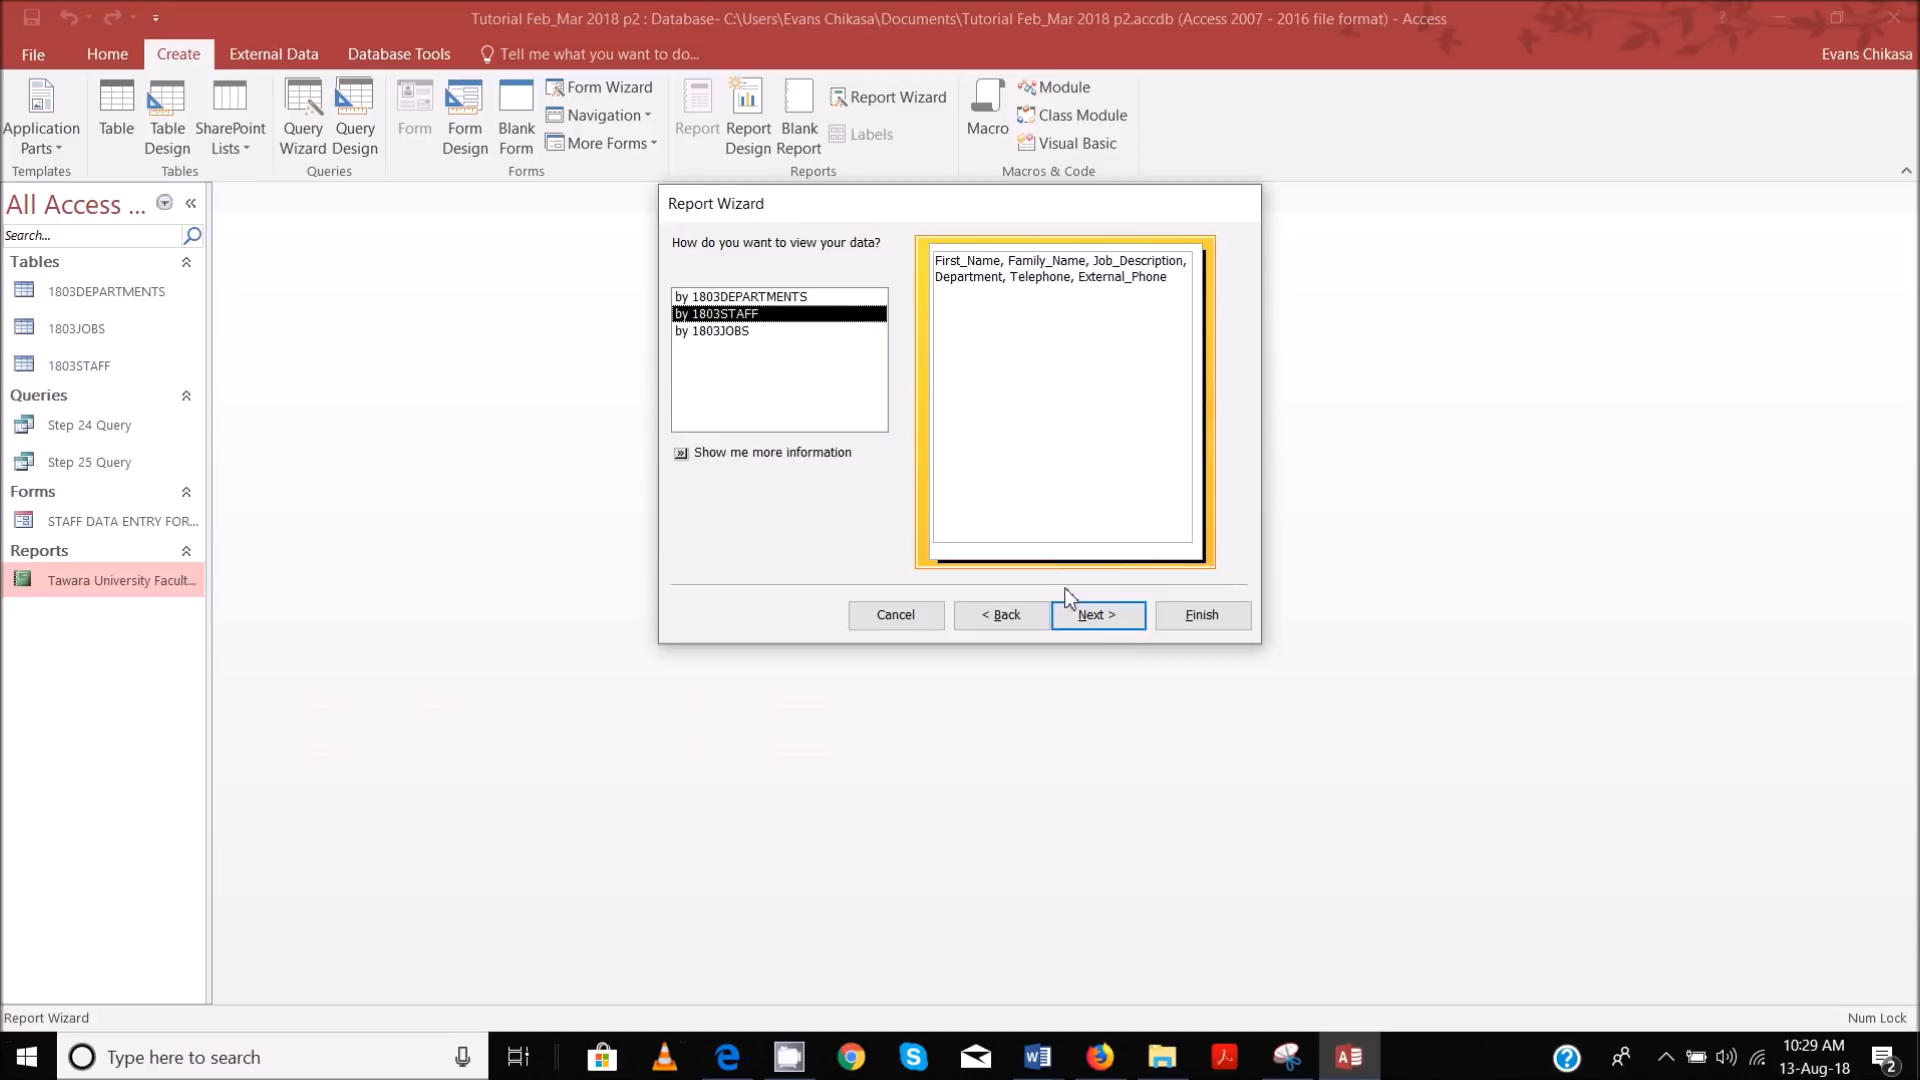 Tutorial Feb_Mar 2018 p2 : Database- C:\Users\Evans Chikasa\Documents\Tutorial Feb_Mar 2018 p2.accdb (Access 2007 - 2016 file format) - Access
File Home Create External Data Database Tools Tell me what you want to do... Evans Chikasa
Application Parts
Table
Table Design
SharePoint Lists
Query Wizard
Query Design
Form
Form Design
Blank Form
Form Wizard
Navigation
More Forms
Report
Report Design
Blank Report
Report Wizard
Labels
Macro
Module
Class Module
Visual Basic
Templates Tables Queries Forms Reports Macros & Code
All Access ...
Search...
Tables
1803DEPARTMENTS
1803JOBS
1803STAFF
Queries
Step 24 Query
Step 25 Query
Forms
STAFF DATA ENTRY FOR...
Reports
Tawara University Facult...
Report Wizard
How do you want to view your data?
by 1803DEPARTMENTS
by 1803STAFF
by 1803JOBS
Show me more information
First_Name, Family_Name, Job_Description,
Department, Telephone, External_Phone
Cancel < Back Next > Finish
Report Wizard Num Lock
Type here to search
10:29 AM
13-Aug-18
2